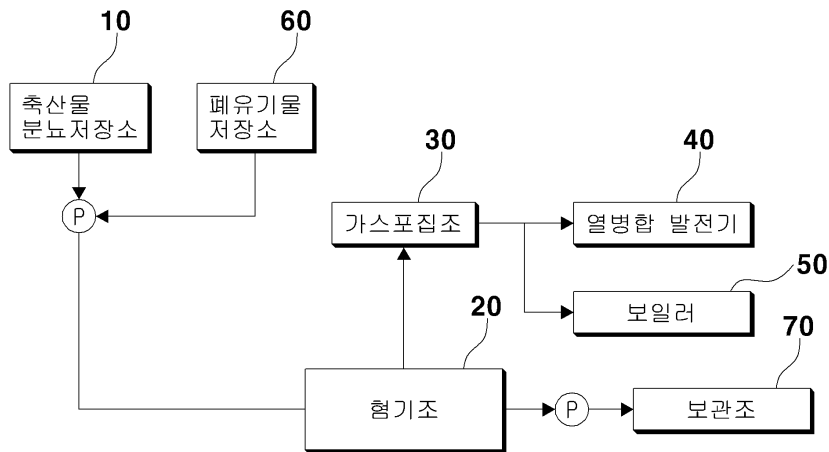 10
60
축산물
분뇨저장소
폐유기물
저장소
30
40
P
가스포집조
열병합 발전기
50
보일러
20
70
혐기조
P
보관조